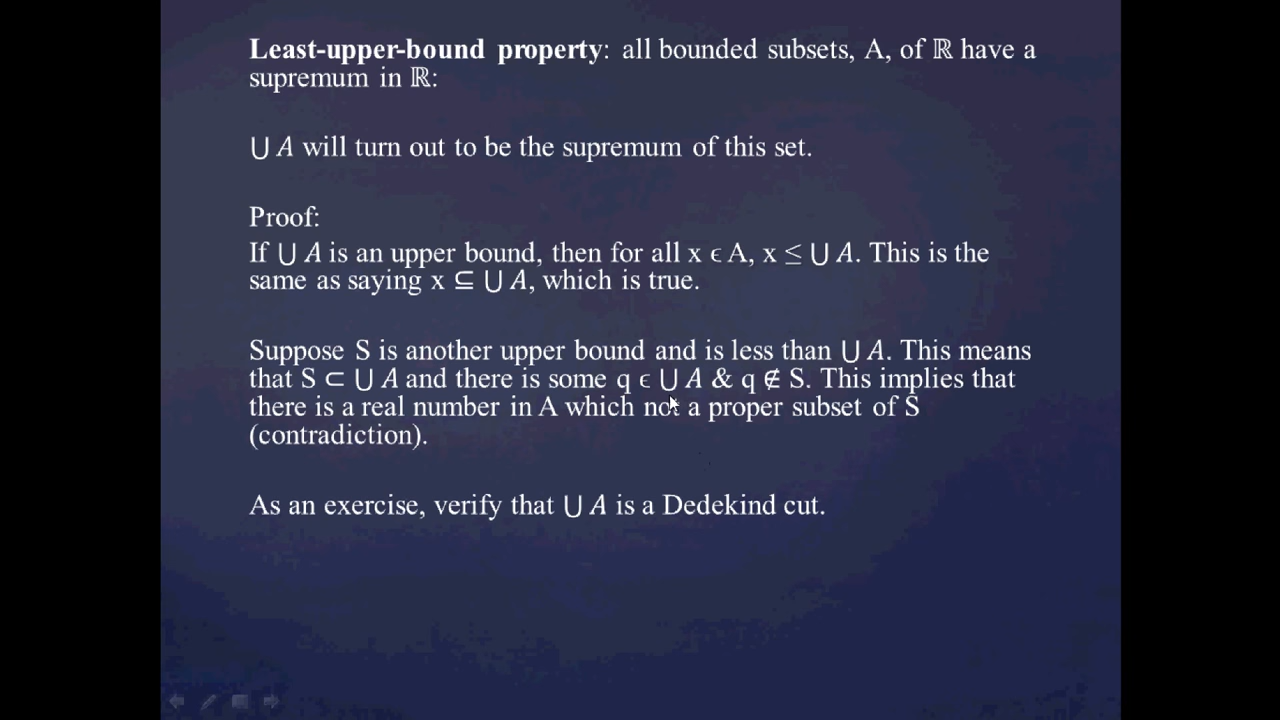 Least-upper-bound property: all bounded subsets, A, of ℝ have a
supremum in ℝ:
⋃ A will turn out to be the supremum of this set.
Proof:
If ⋃ A is an upper bound, then for all x ϵ A, x ≤ ⋃ A. This is the
same as saying x ⊆ ⋃ A, which is true.
Suppose S is another upper bound and is less than ⋃ A. This means
that S ⊂ ⋃ A and there is some q ϵ ⋃ A & q ∉ S. This implies that
there is a real number in A which not a proper subset of S
(contradiction).
As an exercise, verify that ⋃ A is a Dedekind cut.